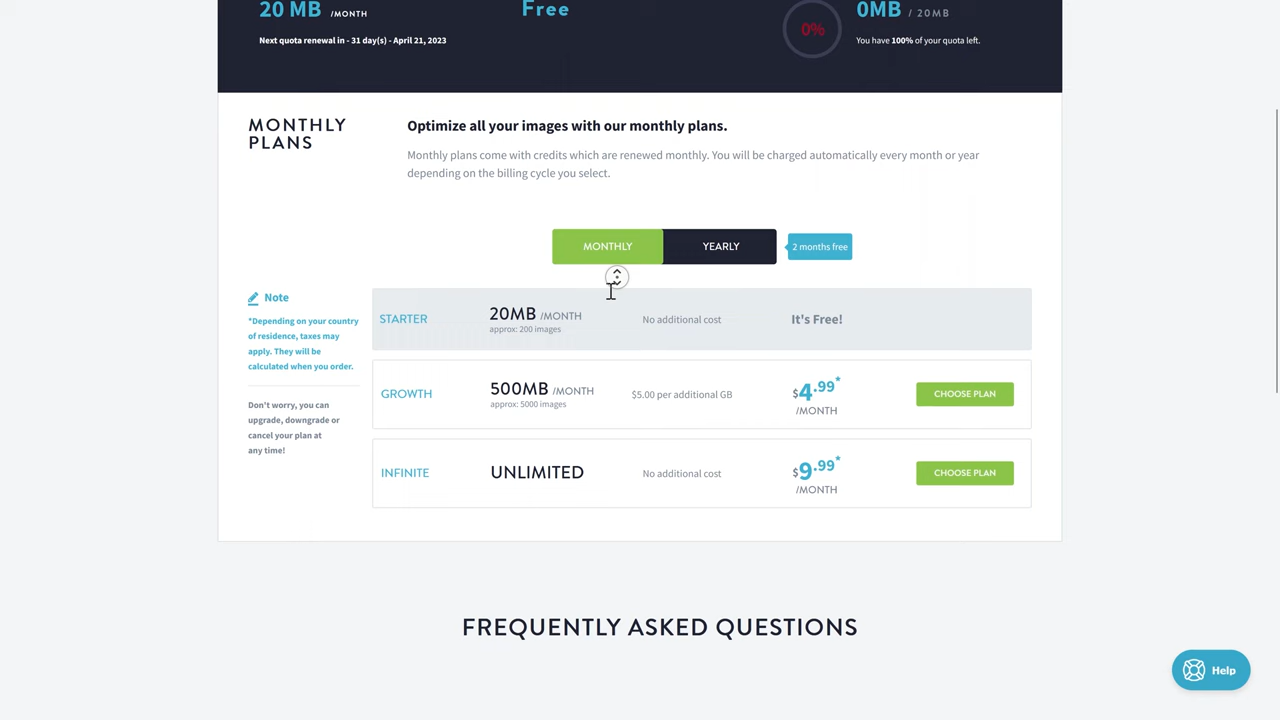 20 MB /MONTH
Free
0%
0MB / 20MB
Next quota renewal in - 31 day(s) - April 21, 2023
You have 100% of your quota left.
MONTHLY
PLANS
Optimize all your images with our monthly plans.
Monthly plans come with credits which are renewed monthly. You will be charged automatically every month or year
depending on the billing cycle you select.
MONTHLY
YEARLY
2 months free
Note
*Depending on your country
of residence, taxes may
apply. They will be
calculated when you order.
Don't worry, you can
upgrade, downgrade or
cancel your plan at
any time!
STARTER
20MB /MONTH
approx: 200 images
No additional cost
It's Free!
GROWTH
500MB /MONTH
approx: 5000 images
$5.00 per additional GB
$4.99*
/MONTH
CHOOSE PLAN
INFINITE
UNLIMITED
No additional cost
$9.99*
/MONTH
CHOOSE PLAN
FREQUENTLY ASKED QUESTIONS
Help